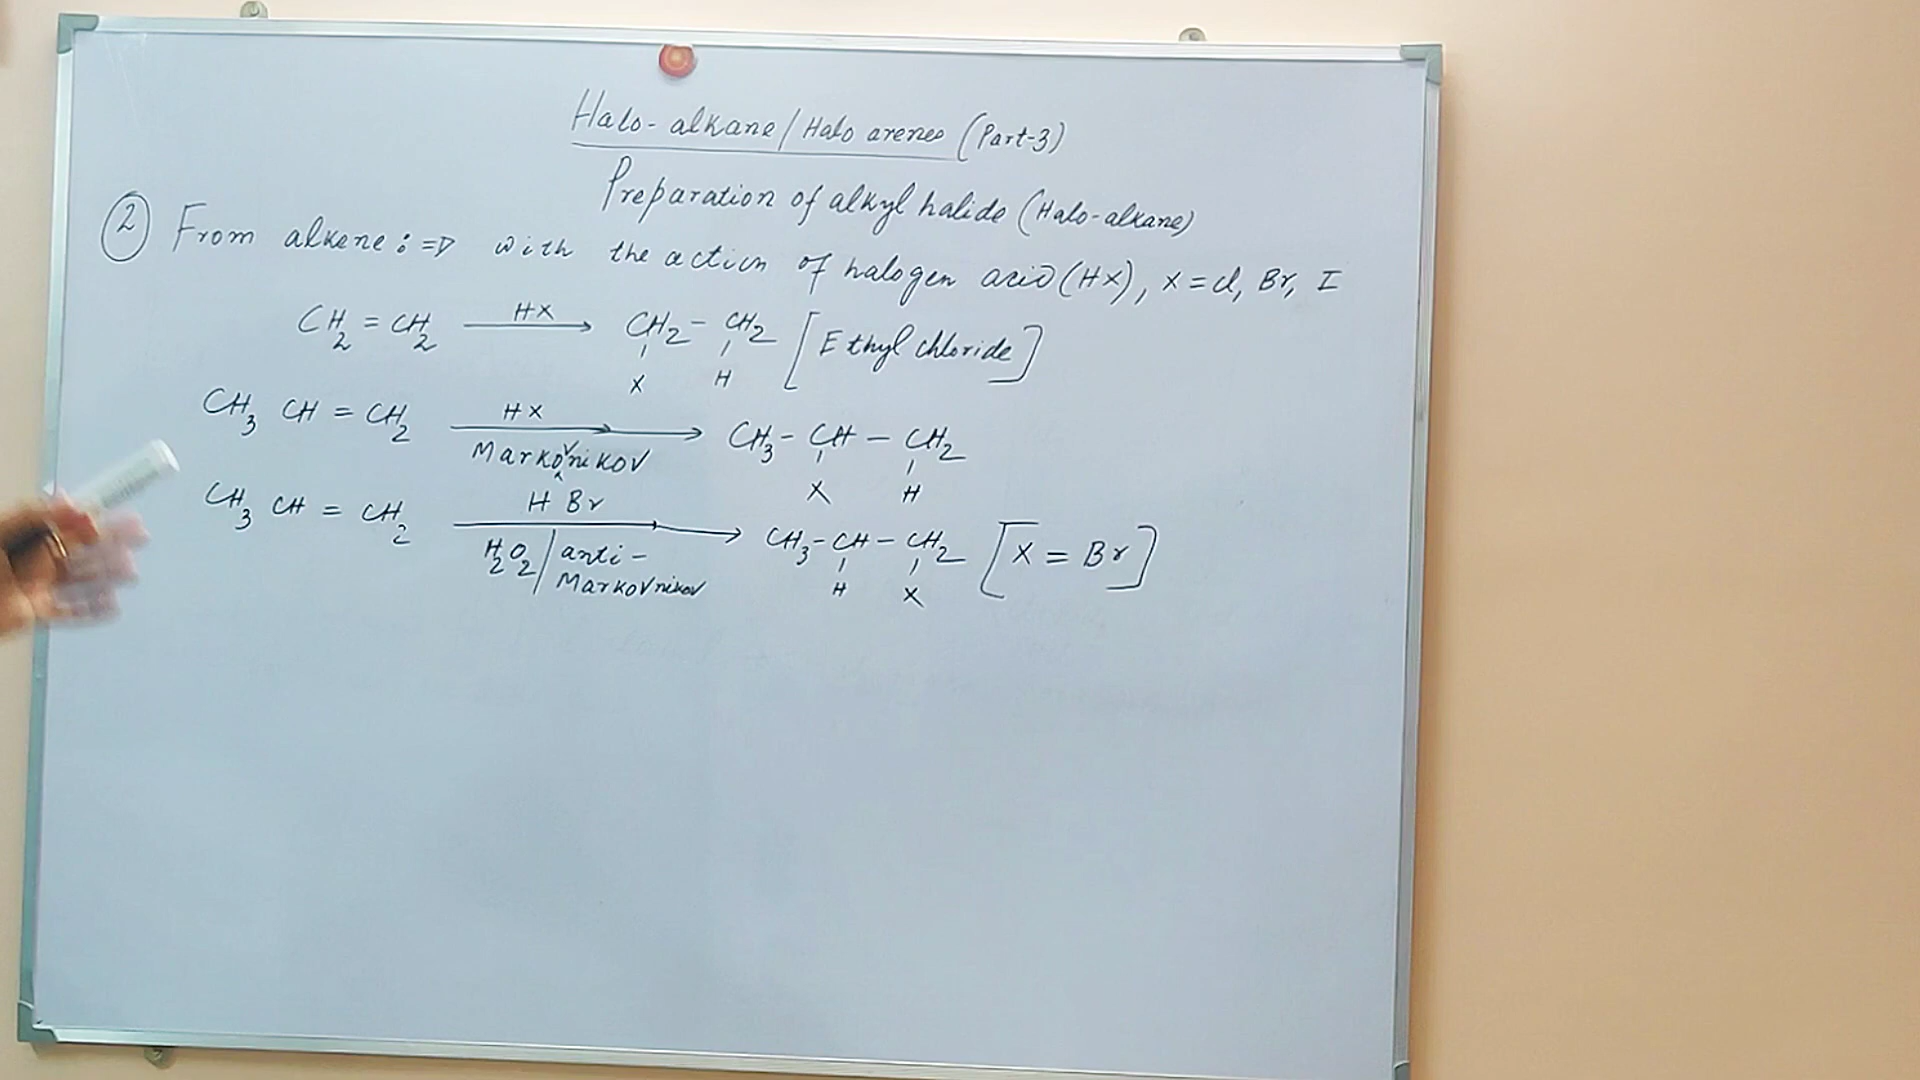 Halo-alkane/Halo arenes (Part-3)
Preparation of alkyl halide (Halo-alkane)
② From alkene : ⇒ with the action of halogen acid (HX), X = Cl, Br, I
CH₂ = CH₂ —HX→ CH₂ - CH₂ [Ethyl chloride]
X H
CH₃ CH = CH₂ —HX→ CH₃ - CH - CH₂
Markovnikov X H
CH₃ CH = CH₂ —H Br→ CH₃ - CH - CH₂ [X = Br]
H₂O₂ / anti- H X
Markovnikov